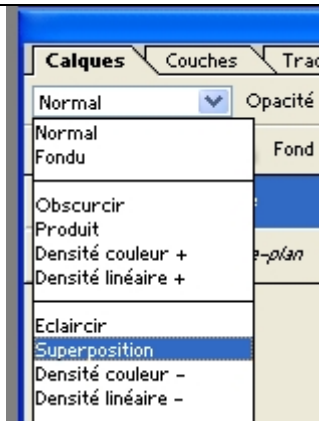 Calques Couches
Normal Opacité
Normal
Fondu Fond
Obscurcir
Produit
Densité couleur + -plan
Densité linéaire +
Eclaircir
Superposition
Densité couleur -
Densité linéaire -